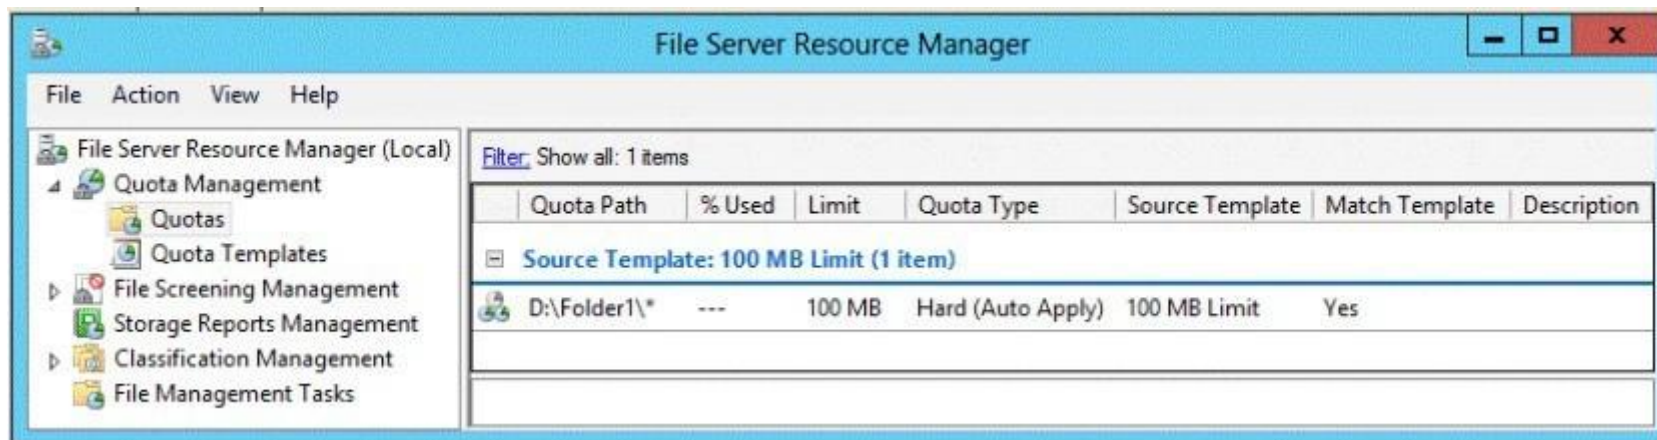 File Server Resource Manager
File Action View Help
File Server Resource Manager (Local)
Quota Management
Quotas
Quota Templates
File Screening Management
Storage Reports Management
Classification Management
File Management Tasks
Filter: Show all: 1 items
Quota Path % Used Limit Quota Type Source Template Match Template Description
Source Template: 100 MB Limit (1 item)
D:\Folder1\* --- 100 MB Hard (Auto Apply) 100 MB Limit Yes